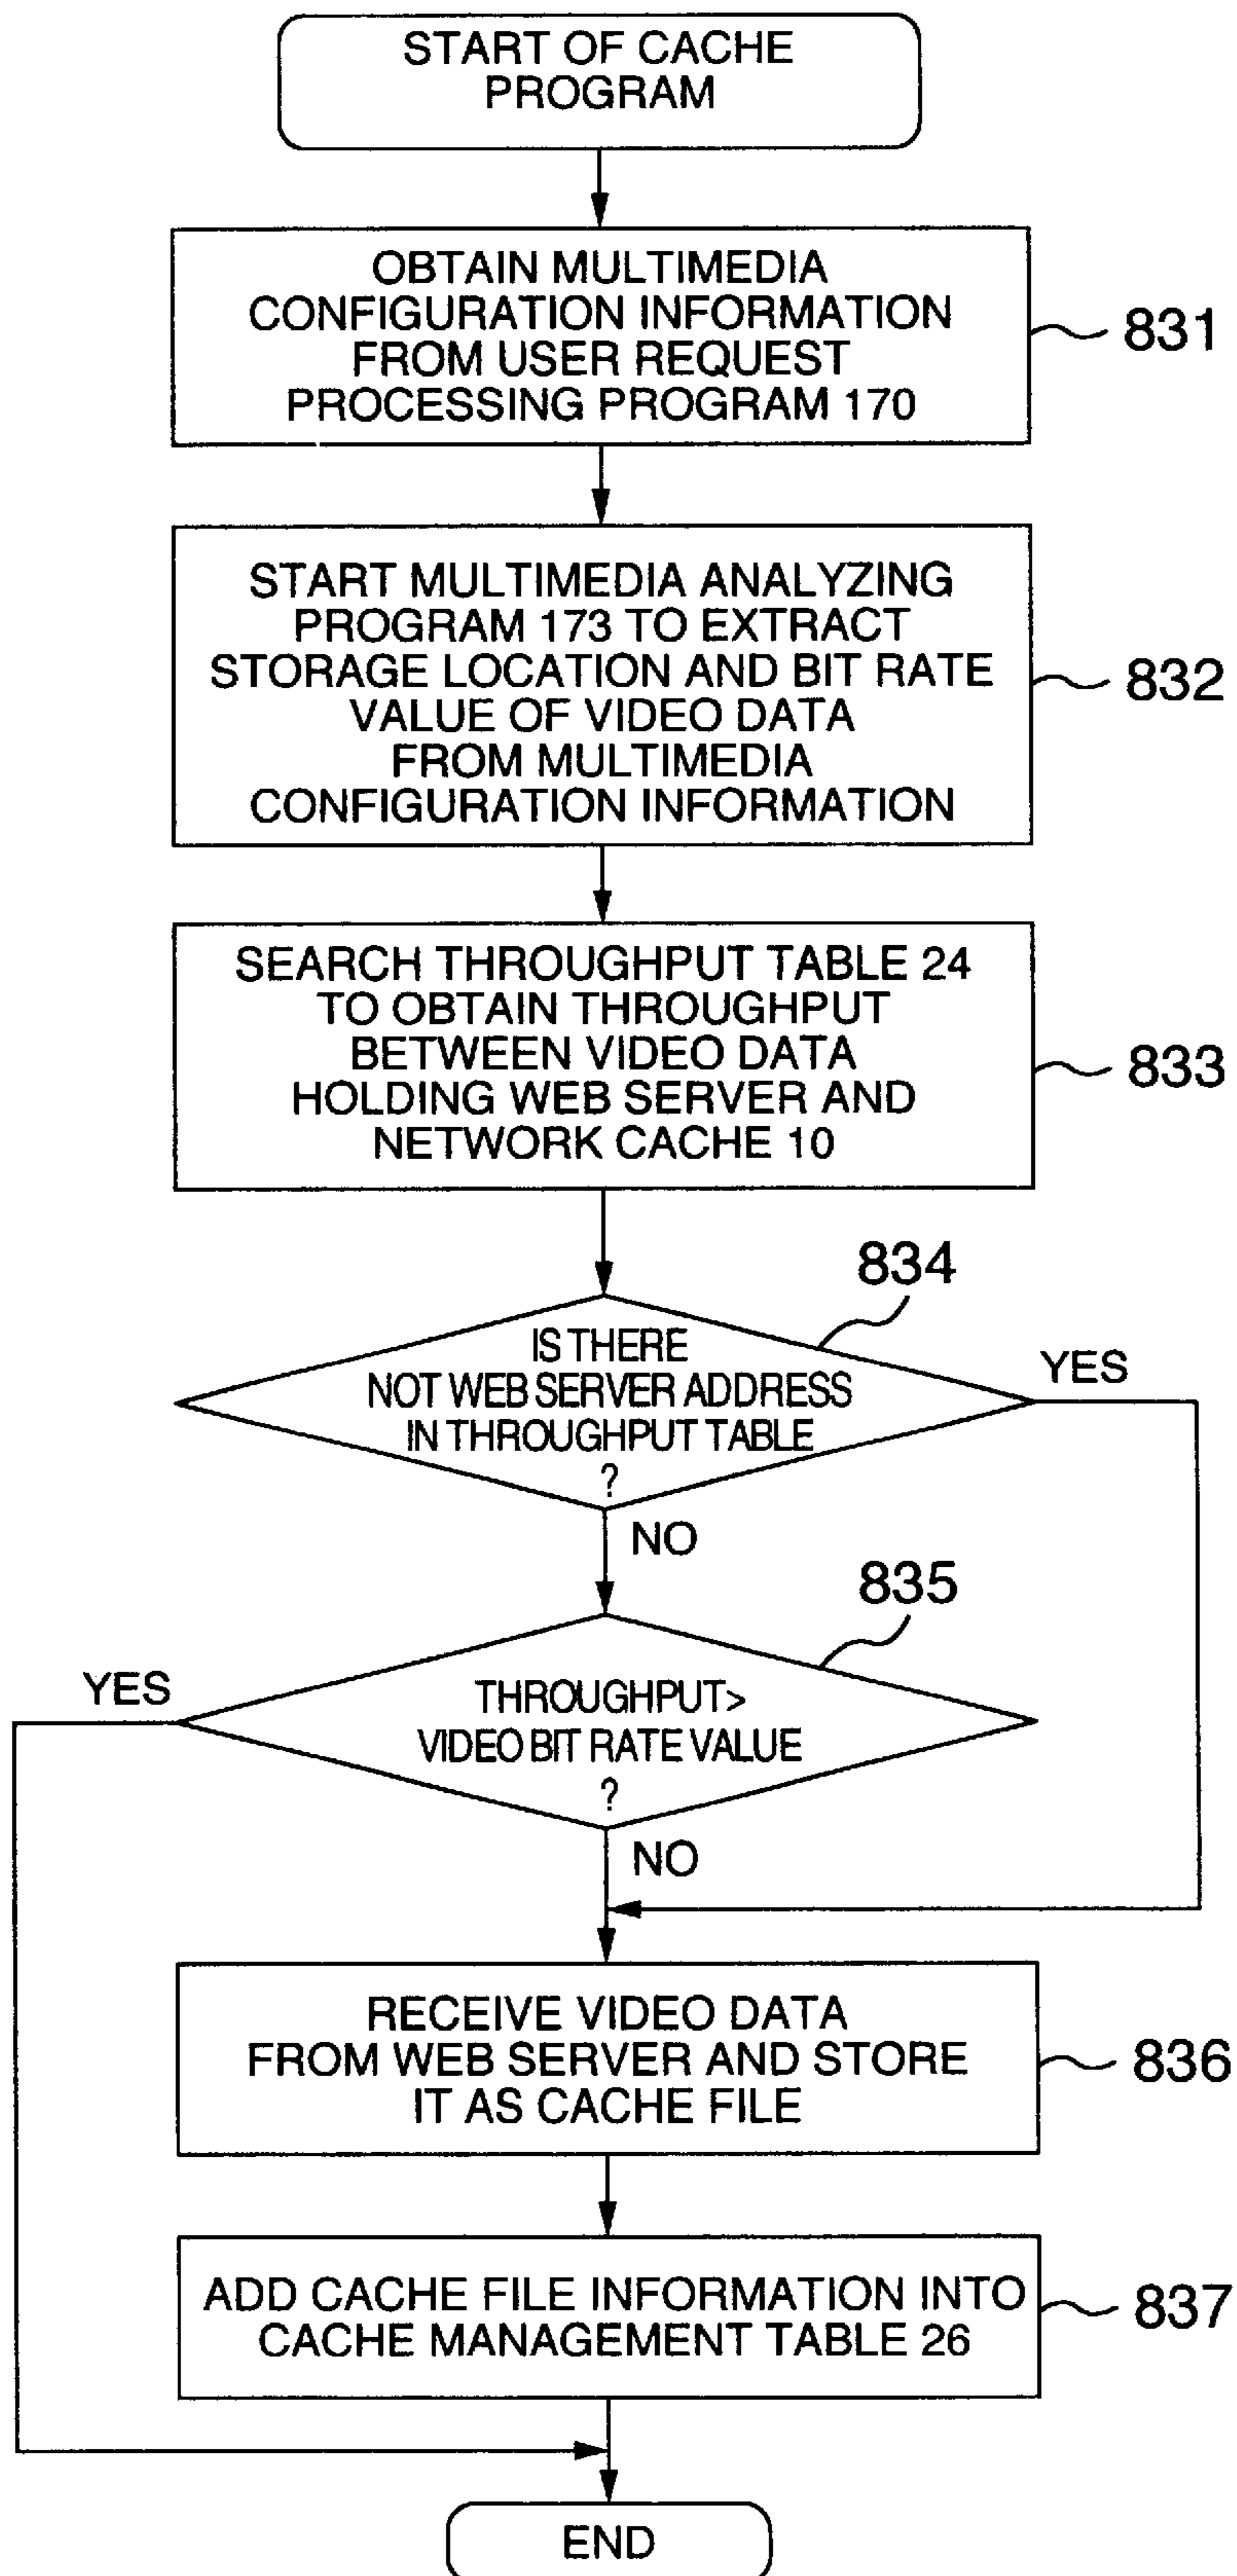 START OF CACHE
PROGRAM
OBTAIN MULTIMEDIA
CONFIGURATION INFORMATION
FROM USER REQUEST
PROCESSING PROGRAM 170
831
START MULTIMEDIA ANALYZING
PROGRAM 173 TO EXTRACT
STORAGE LOCATION AND BIT RATE
VALUE OF VIDEO DATA
FROM MULTIMEDIA
CONFIGURATION INFORMATION
832
SEARCH THROUGHPUT TABLE 24
TO OBTAIN THROUGHPUT
BETWEEN VIDEO DATA
HOLDING WEB SERVER AND
NETWORK CACHE 10
833
834
IS THERE
NOT WEB SERVER ADDRESS
IN THROUGHPUT TABLE
?
YES
NO
835
YES
THROUGHPUT>
VIDEO BIT RATE VALUE
?
NO
RECEIVE VIDEO DATA
FROM WEB SERVER AND STORE
IT AS CACHE FILE
836
ADD CACHE FILE INFORMATION INTO
CACHE MANAGEMENT TABLE 26
837
END